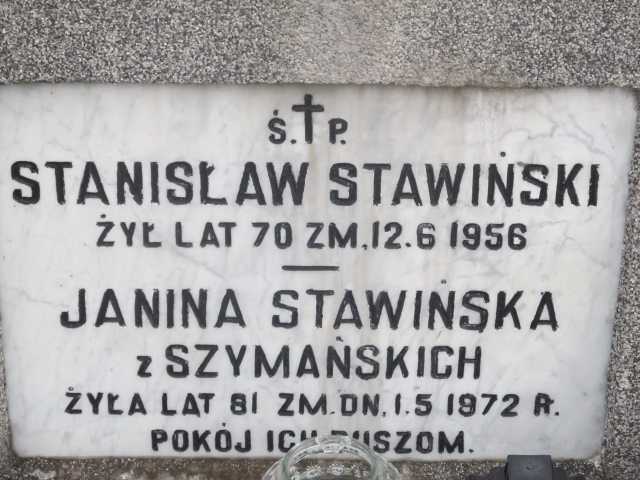 Ś. † P.
STANISŁAW STAWIŃSKI
ŻYŁ LAT 70 ZM. 12.6 1956
JANINA STAWIŃSKA
z SZYMAŃSKICH
ŻYŁA LAT 81 ZM. DN. 1.5 1972 R.
POKÓJ ICH DUSZOM.